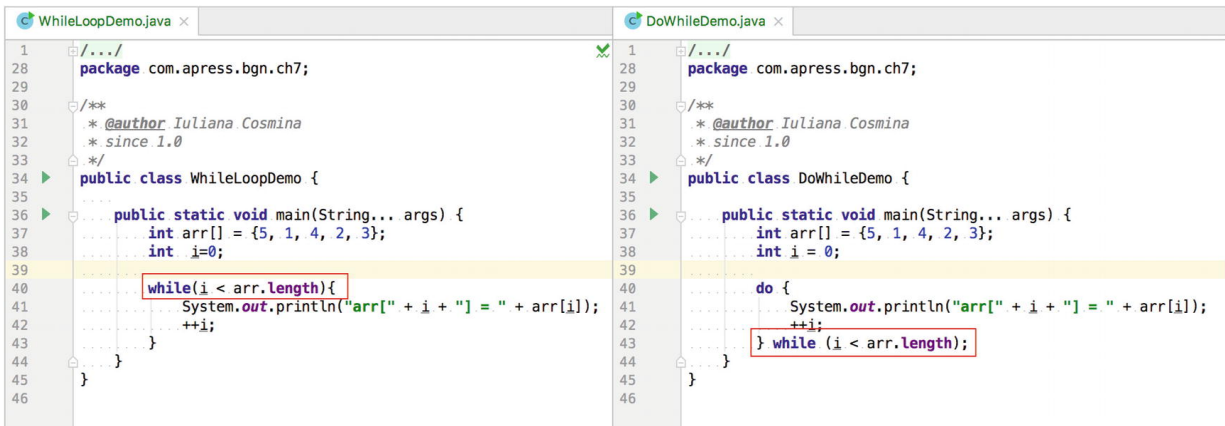 WhileLoopDemo.java
1 /.../
28 package com.apress.bgn.ch7;
29
30 /**
31 * @author Iuliana Cosmina
32 * since 1.0
33 */
34 public class WhileLoopDemo {
35
36 public static void main(String... args) {
37 int arr[] = {5, 1, 4, 2, 3};
38 int i=0;
39
40 while(i < arr.length){
41 System.out.println("arr[" + i + "] = " + arr[i]);
42 ++i;
43 }
44 }
45 }
46
DoWhileDemo.java
1 /.../
28 package com.apress.bgn.ch7;
29
30 /**
31 * @author Iuliana Cosmina
32 * since 1.0
33 */
34 public class DoWhileDemo {
35
36 public static void main(String... args) {
37 int arr[] = {5, 1, 4, 2, 3};
38 int i = 0;
39
40 do {
41 System.out.println("arr[" + i + "] = " + arr[i]);
42 ++i;
43 } while (i < arr.length);
44 }
45 }
46